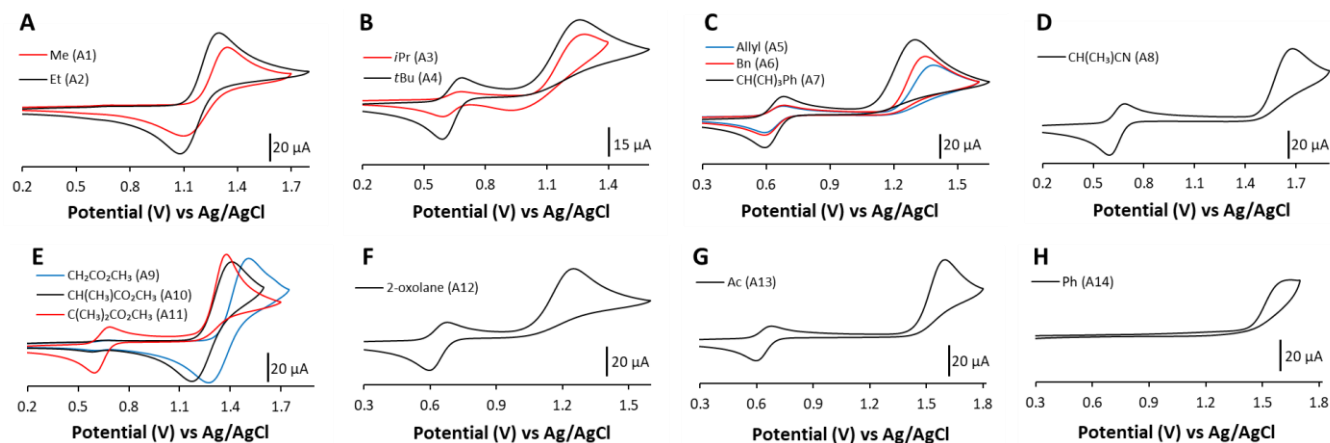 A
Me (A1)
Et (A2)
20 µA
0.2 0.5 0.8 1.1 1.4 1.7
Potential (V) vs Ag/AgCl
B
iPr (A3)
tBu (A4)
15 µA
0.2 0.5 0.8 1.1 1.4
Potential (V) vs Ag/AgCl
C
Allyl (A5)
Bn (A6)
CH(CH)₃Ph (A7)
20 µA
0.3 0.6 0.9 1.2 1.5
Potential (V) vs Ag/AgCl
D
CH(CH₃)CN (A8)
20 µA
0.2 0.5 0.8 1.1 1.4 1.7
Potential (V) vs Ag/AgCl
E
CH₂CO₂CH₃ (A9)
CH(CH₃)CO₂CH₃ (A10)
C(CH₃)₂CO₂CH₃ (A11)
20 µA
0.2 0.5 0.8 1.1 1.4 1.7
Potential (V) vs Ag/AgCl
F
2-oxolane (A12)
20 µA
0.3 0.6 0.9 1.2 1.5
Potential (V) vs Ag/AgCl
G
Ac (A13)
20 µA
0.3 0.6 0.9 1.2 1.5 1.8
Potential (V) vs Ag/AgCl
H
Ph (A14)
20 µA
0.3 0.6 0.9 1.2 1.5 1.8
Potential (V) vs Ag/AgCl